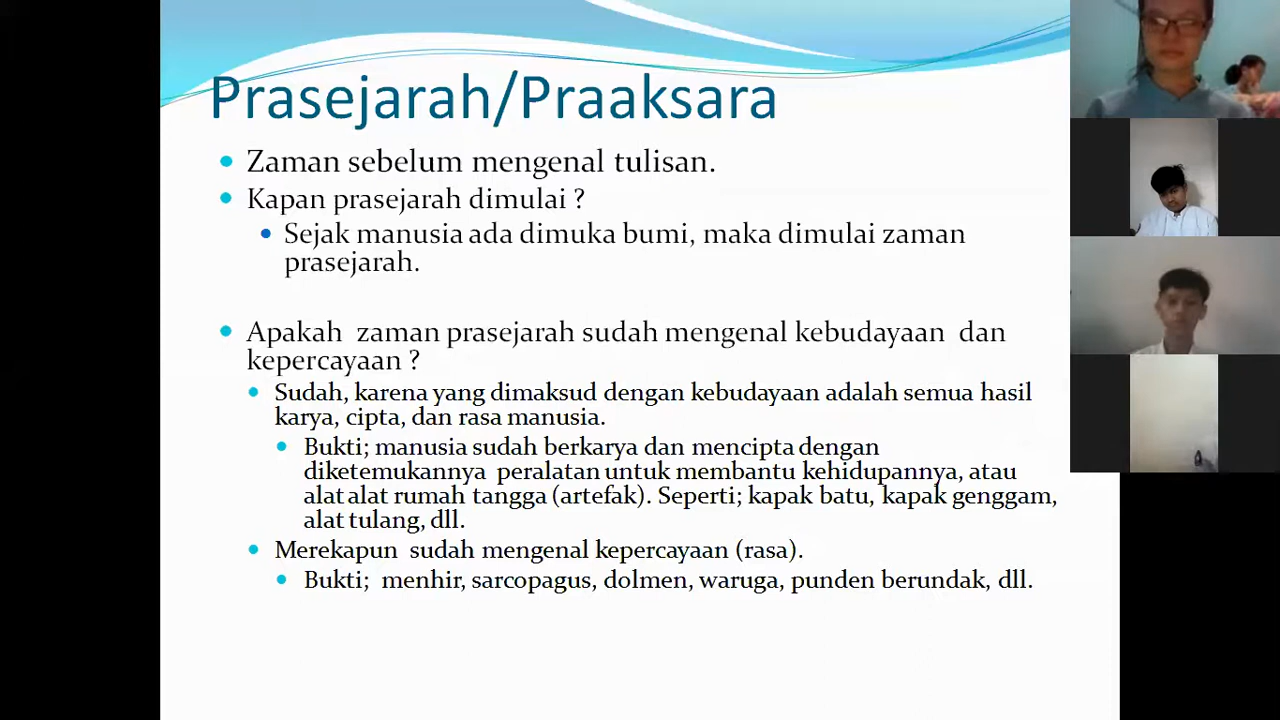 Prasejarah/Praaksara
Zaman sebelum mengenal tulisan.
Kapan prasejarah dimulai ?
Sejak manusia ada dimuka bumi, maka dimulai zaman
prasejarah.
Apakah zaman prasejarah sudah mengenal kebudayaan dan
kepercayaan ?
Sudah, karena yang dimaksud dengan kebudayaan adalah semua hasil
karya, cipta, dan rasa manusia.
Bukti; manusia sudah berkarya dan mencipta dengan
diketemukannya peralatan untuk membantu kehidupannya, atau
alat alat rumah tangga (artefak). Seperti; kapak batu, kapak genggam,
alat tulang, dll.
Merekapun sudah mengenal kepercayaan (rasa).
Bukti; menhir, sarcopagus, dolmen, waruga, punden berundak, dll.